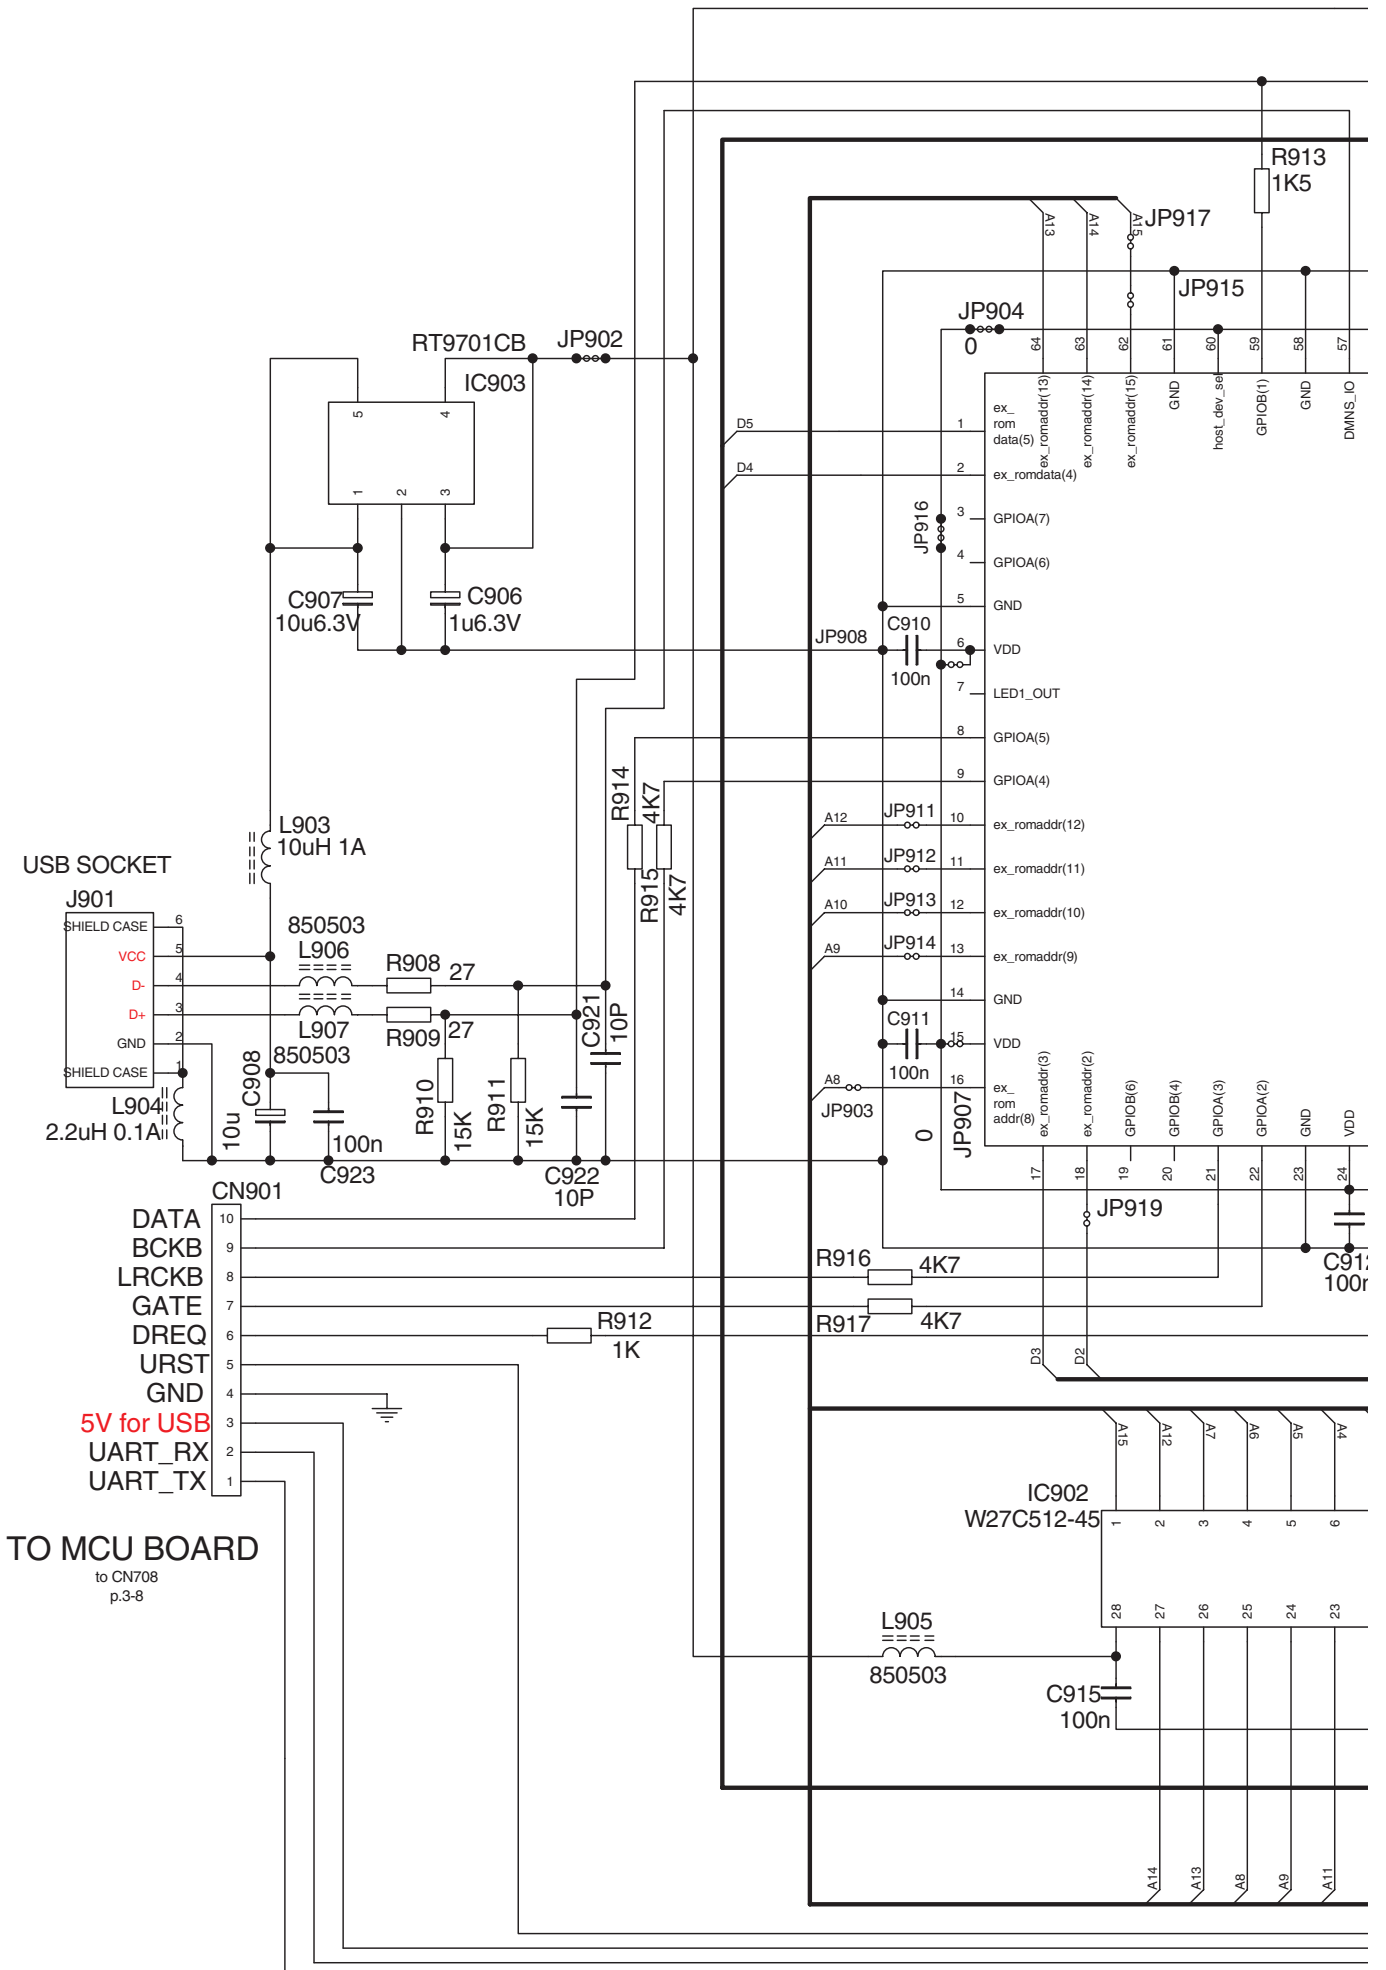 R913
1K5
A13
A14
A15
JP917
JP915
JP904
0
RT9701CB
JP902
IC903
64
63
62
61
60
59
58
57
5
4
1
2
3
ex_romaddr(13)
ex_romaddr(14)
ex_romaddr(15)
GND
host_dev_sel
GPIOB(1)
GND
DMNS_IO
D5
1
ex_
rom
data(5)
D4
2
ex_romdata(4)
JP916
3
GPIOA(7)
4
GPIOA(6)
C907
10u6.3V
C906
1u6.3V
5
GND
JP908
C910
100n
6
VDD
7
LED1_OUT
8
GPIOA(5)
9
GPIOA(4)
R914
4K7
R915
4K7
L903
10uH 1A
A12
JP911
10
ex_romaddr(12)
A11
JP912
11
ex_romaddr(11)
A10
JP913
12
ex_romaddr(10)
A9
JP914
13
ex_romaddr(9)
14
GND
C911
100n
15
VDD
A8
JP903
16
ex_
rom
addr(8)
0
JP907
USB SOCKET
J901
SHIELD CASE
6
VCC
5
D-
4
D+
3
GND
2
SHIELD CASE
1
850503
L906
L907
850503
R908
27
R909
27
R910
15K
R911
15K
C921
10P
C922
10P
C908
10u
100n
C923
L904
2.2uH 0.1A
ex_romaddr(3)
ex_romaddr(2)
GPIOB(6)
GPIOB(4)
GPIOA(3)
GPIOA(2)
GND
VDD
17
18
19
20
21
22
23
24
JP919
C912
100n
CN901
DATA
10
BCKB
9
LRCKB
8
GATE
7
DREQ
6
URST
5
GND
4
5V for USB
3
UART_RX
2
UART_TX
1
R916
4K7
R917
4K7
R912
1K
D3
D2
TO MCU BOARD
to CN708
p.3-8
A15
A12
A7
A6
A5
A4
IC902
W27C512-45
1
2
3
4
5
6
28
27
26
25
24
23
L905
850503
C915
100n
A14
A13
A8
A9
A11